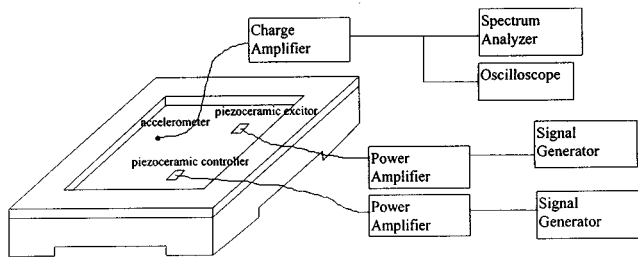 Charge
Amplifier
Spectrum
Analyzer
Oscilloscope
accelerometer
piezoceramic excitor
piezoceramic controller
Power
Amplifier
Signal
Generator
Power
Amplifier
Signal
Generator